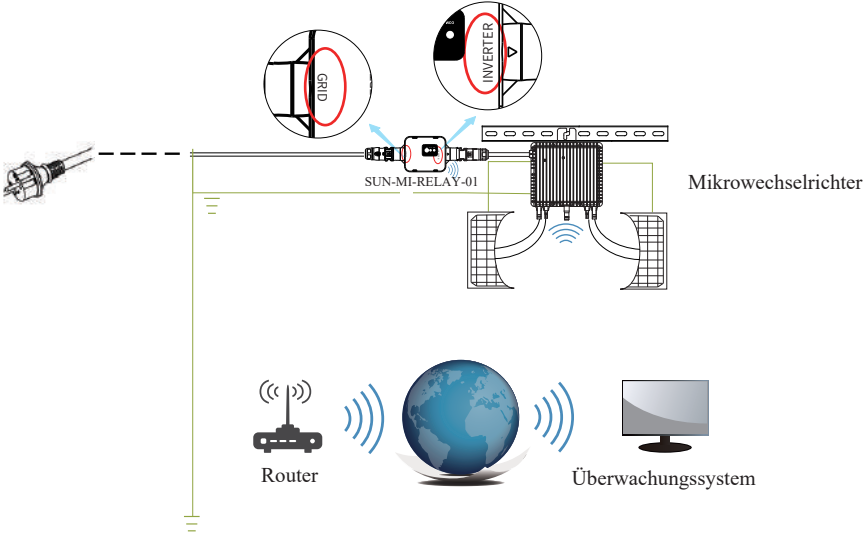 GRID
INVERTER
SUN-MI-RELAY-01
Mikrowechselrichter
Router
Überwachungssystem